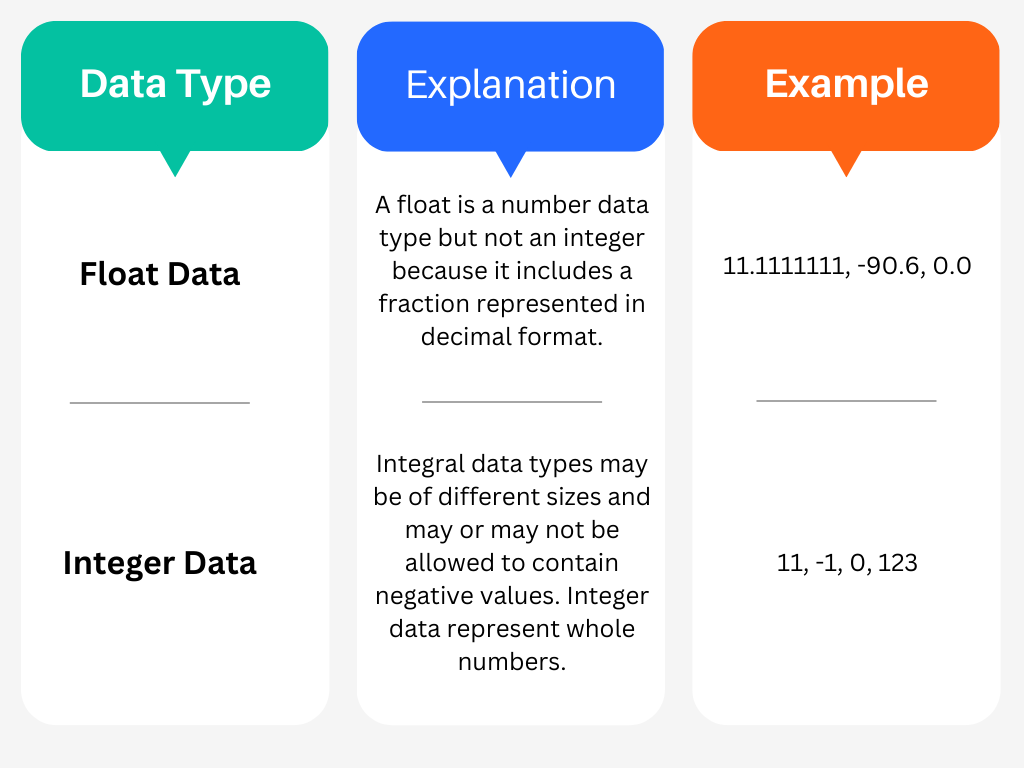 Data Type
Explanation
Example
Float Data
A float is a number data
type but not an integer
because it includes a
fraction represented in
decimal format.
11.1111111, -90.6, 0.0
Integer Data
Integral data types may
be of different sizes and
may or may not be
allowed to contain
negative values. Integer
data represent whole
numbers.
11, -1, 0, 123